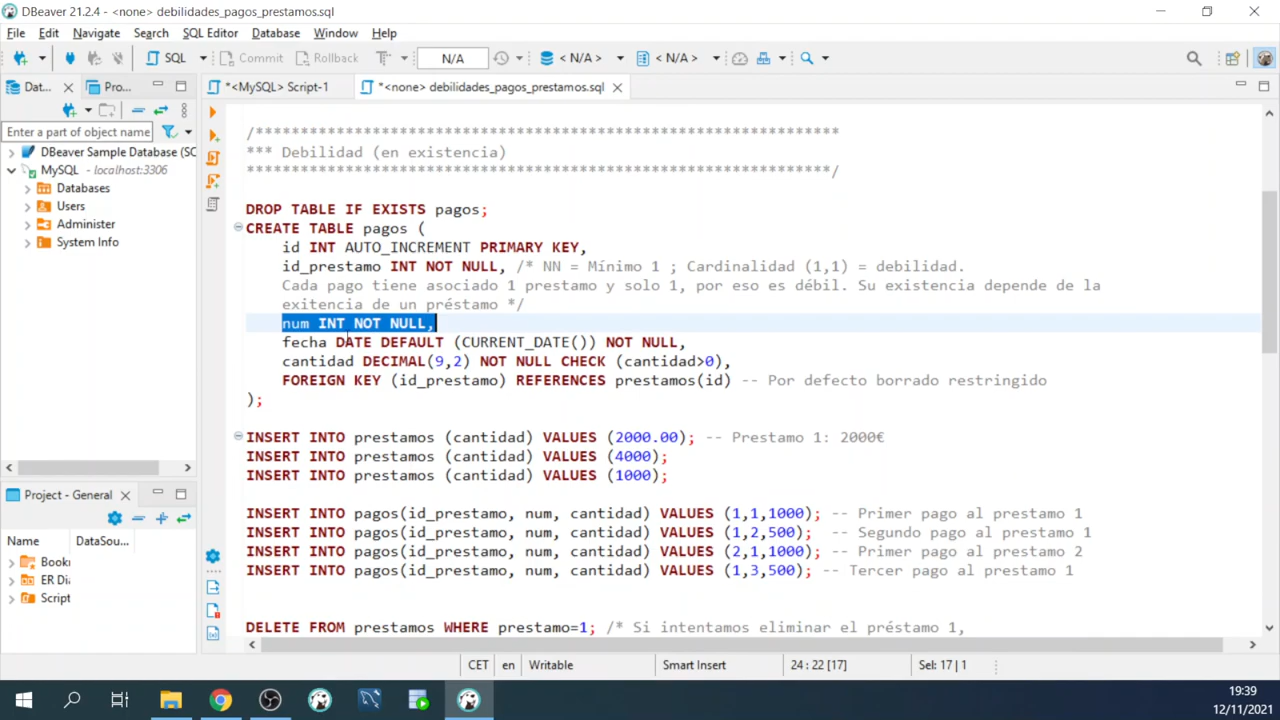 DBeaver 21.2.4 - <none> debilidades_pagos_prestamos.sql
File Edit Navigate Search SQL Editor Database Window Help
SQL Commit Rollback N/A < N/A > < N/A >
Dat... Pro... *<MySQL> Script-1 *<none> debilidades_pagos_prestamos.sql
Enter a part of object name
DBeaver Sample Database (SC
MySQL - localhost:3306
Databases
Users
Administer
System Info
/*****************************************************************
*** Debilidad (en existencia)
*****************************************************************/
DROP TABLE IF EXISTS pagos;
CREATE TABLE pagos (
id INT AUTO_INCREMENT PRIMARY KEY,
id_prestamo INT NOT NULL, /* NN = Mínimo 1 ; Cardinalidad (1,1) = debilidad.
Cada pago tiene asociado 1 prestamo y solo 1, por eso es débil. Su existencia depende de la
exitencia de un préstamo */
num INT NOT NULL,
fecha DATE DEFAULT (CURRENT_DATE()) NOT NULL,
cantidad DECIMAL(9,2) NOT NULL CHECK (cantidad>0),
FOREIGN KEY (id_prestamo) REFERENCES prestamos(id) -- Por defecto borrado restringido
);
INSERT INTO prestamos (cantidad) VALUES (2000.00); -- Prestamo 1: 2000€
INSERT INTO prestamos (cantidad) VALUES (4000);
INSERT INTO prestamos (cantidad) VALUES (1000);
INSERT INTO pagos(id_prestamo, num, cantidad) VALUES (1,1,1000); -- Primer pago al prestamo 1
INSERT INTO pagos(id_prestamo, num, cantidad) VALUES (1,2,500); -- Segundo pago al prestamo 1
INSERT INTO pagos(id_prestamo, num, cantidad) VALUES (2,1,1000); -- Primer pago al prestamo 2
INSERT INTO pagos(id_prestamo, num, cantidad) VALUES (1,3,500); -- Tercer pago al prestamo 1
DELETE FROM prestamos WHERE prestamo=1; /* Si intentamos eliminar el préstamo 1,
Project - General
Name DataSou...
Bookı
ER Dia
Script
CET en Writable Smart Insert 24 : 22 [17] Sel: 17 | 1
19:39
12/11/2021